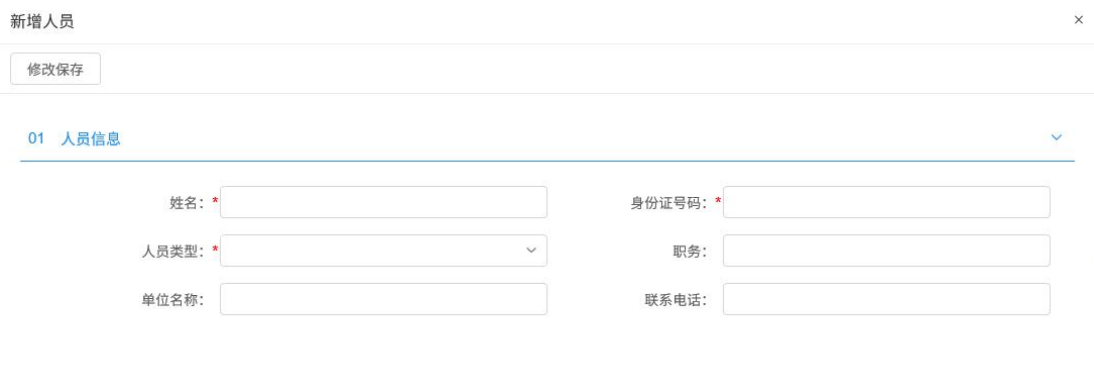 新增人员 ×
修改保存
01 人员信息
姓名：* 身份证号码：*
人员类型：* 职务：
单位名称： 联系电话：